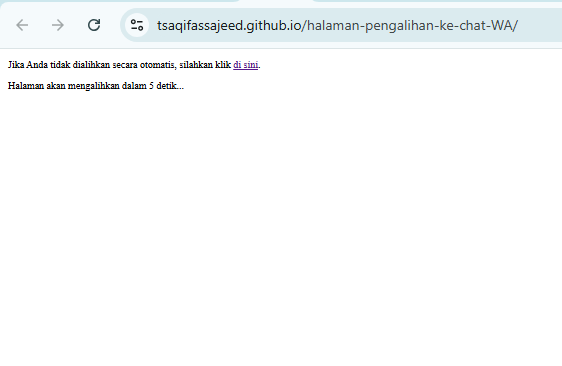 tsaqifassajeed.github.io/halaman-pengalihan-ke-chat-WA/
Jika Anda tidak dialihkan secara otomatis, silahkan klik di sini.
Halaman akan mengalihkan dalam 5 detik...